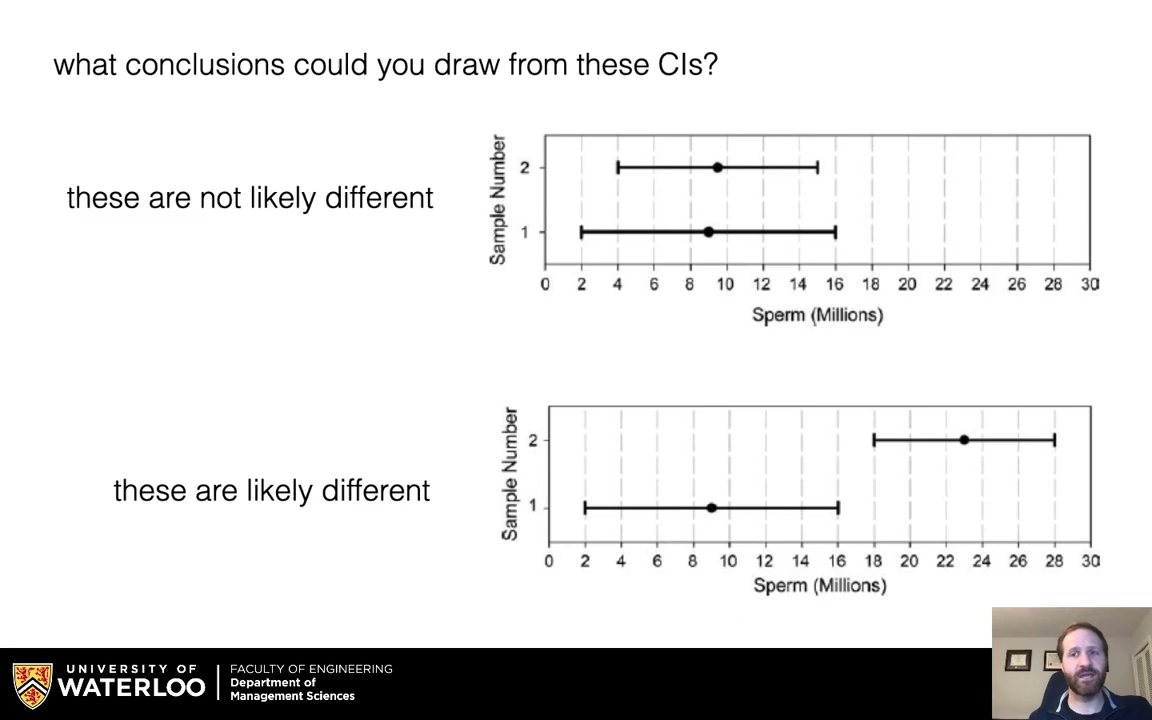 what conclusions could you draw from these CIs?
these are not likely different
Sample Number
2
1
0 2 4 6 8 10 12 14 16 18 20 22 24 26 28 30
Sperm (Millions)
these are likely different
Sample Number
2
1
0 2 4 6 8 10 12 14 16 18 20 22 24 26 28 30
Sperm (Millions)
UNIVERSITY OF
WATERLOO
FACULTY OF ENGINEERING
Department of
Management Sciences